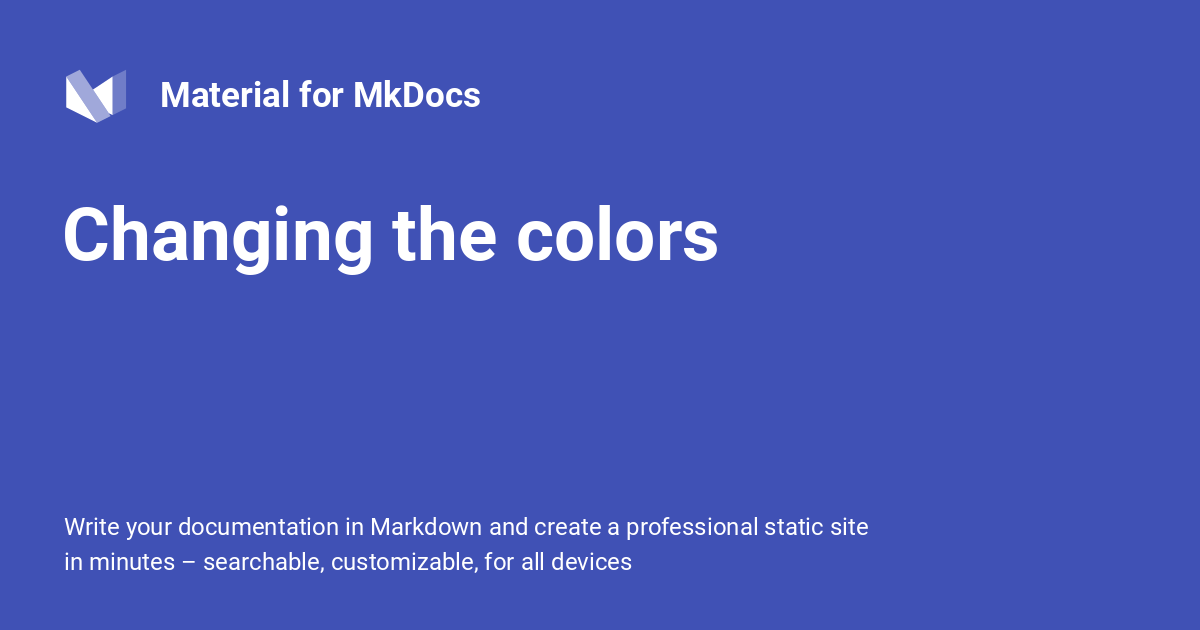 Material for MkDocs
Changing the colors
Write your documentation in Markdown and create a professional static site
in minutes – searchable, customizable, for all devices